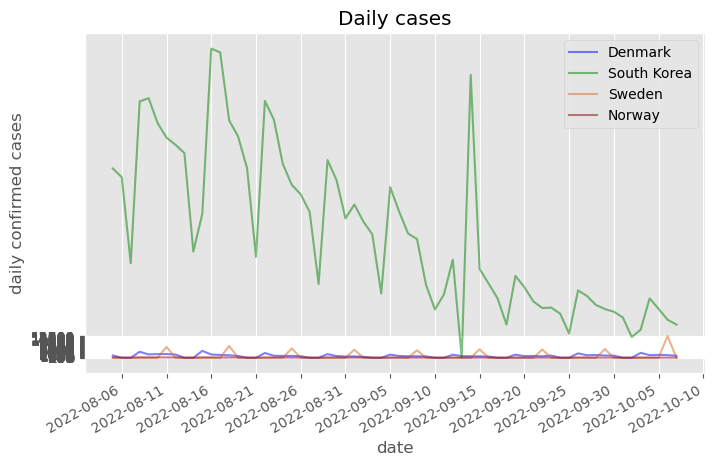 Daily cases
Denmark
South Korea
Sweden
Norway
daily confirmed cases
2022-08-06
2022-08-11
2022-08-16
2022-08-21
2022-08-26
2022-08-31
2022-09-05
2022-09-10
2022-09-15
2022-09-20
2022-09-25
2022-09-30
2022-10-05
2022-10-10
date